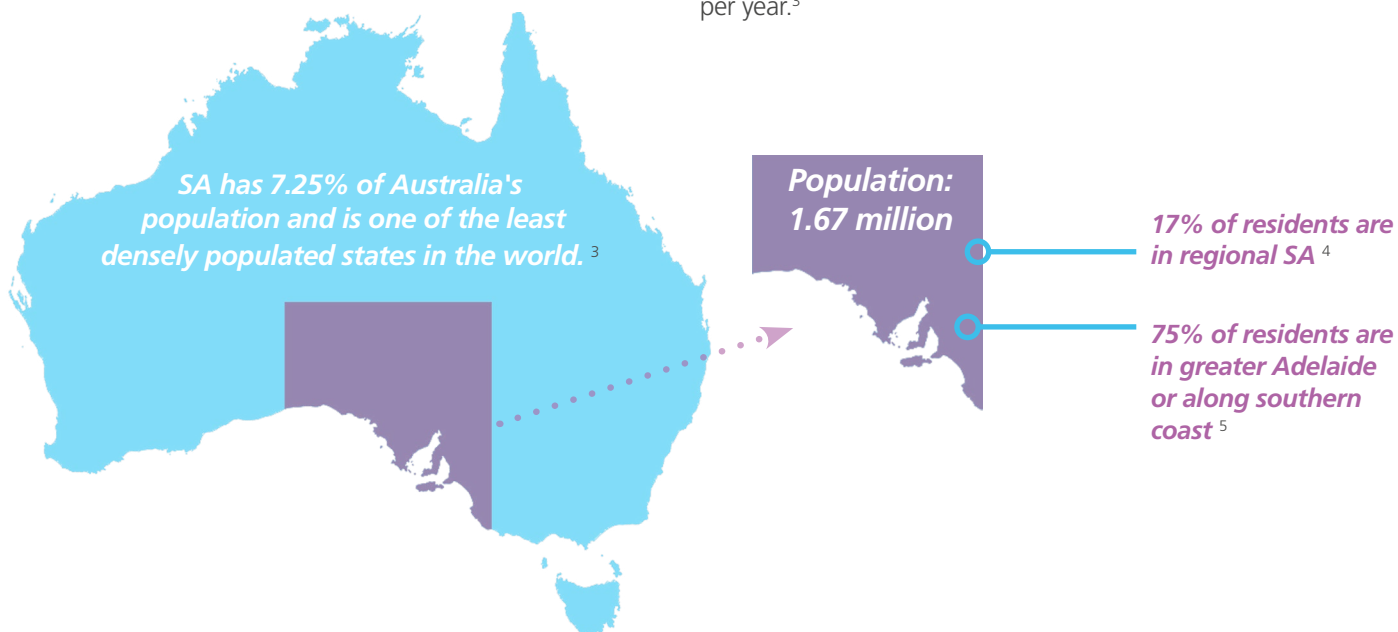 per year.³
SA has 7.25% of Australia's
population and is one of the least
densely populated states in the world. ³
Population:
1.67 million
17% of residents are
in regional SA ⁴
75% of residents are
in greater Adelaide
or along southern
coast ⁵